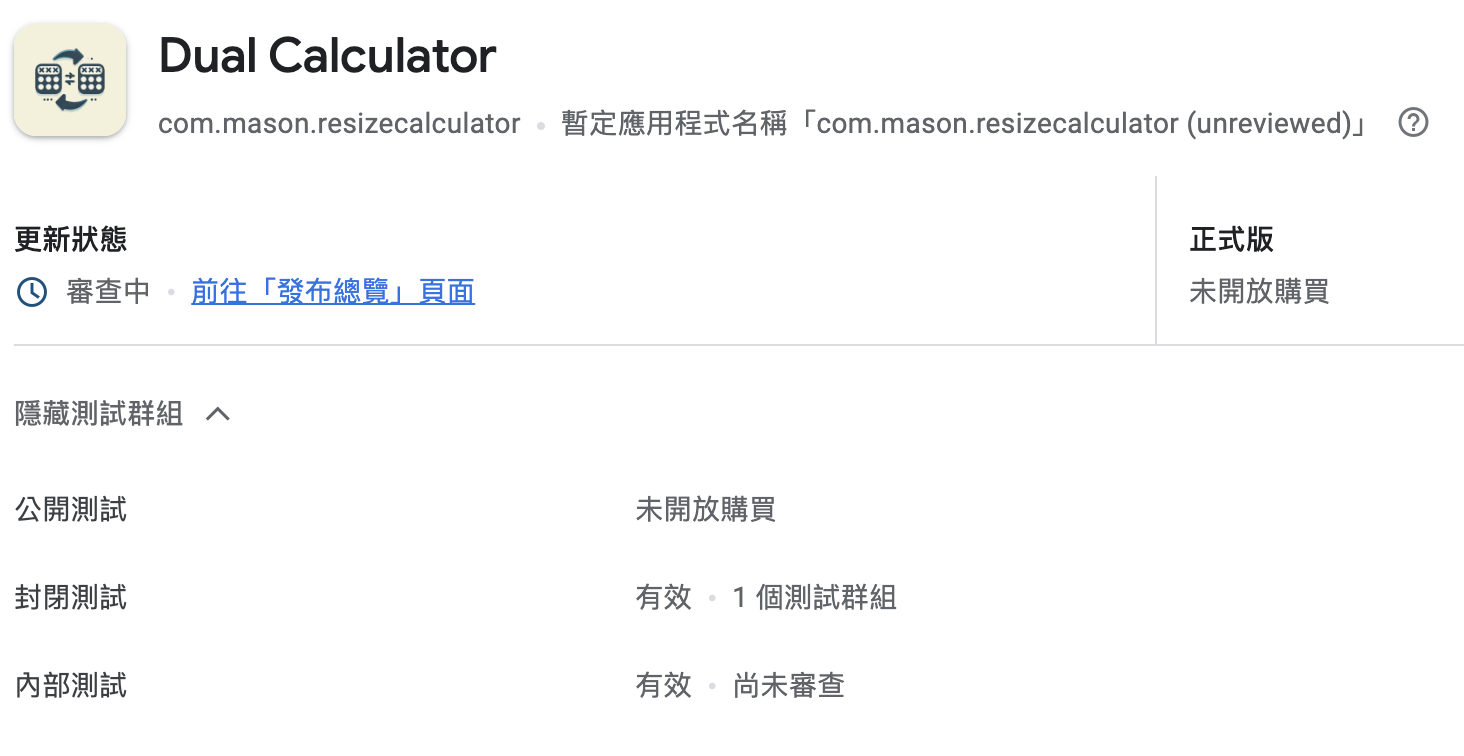 Dual Calculator
com.mason.resizecalculator • 暫定應用程式名稱「com.mason.resizecalculator (unreviewed)」 ?
更新狀態
審查中 • 前往「發布總覽」頁面
正式版
未開放購買
隱藏測試群組
公開測試 未開放購買
封閉測試 有效 • 1 個測試群組
內部測試 有效 • 尚未審查